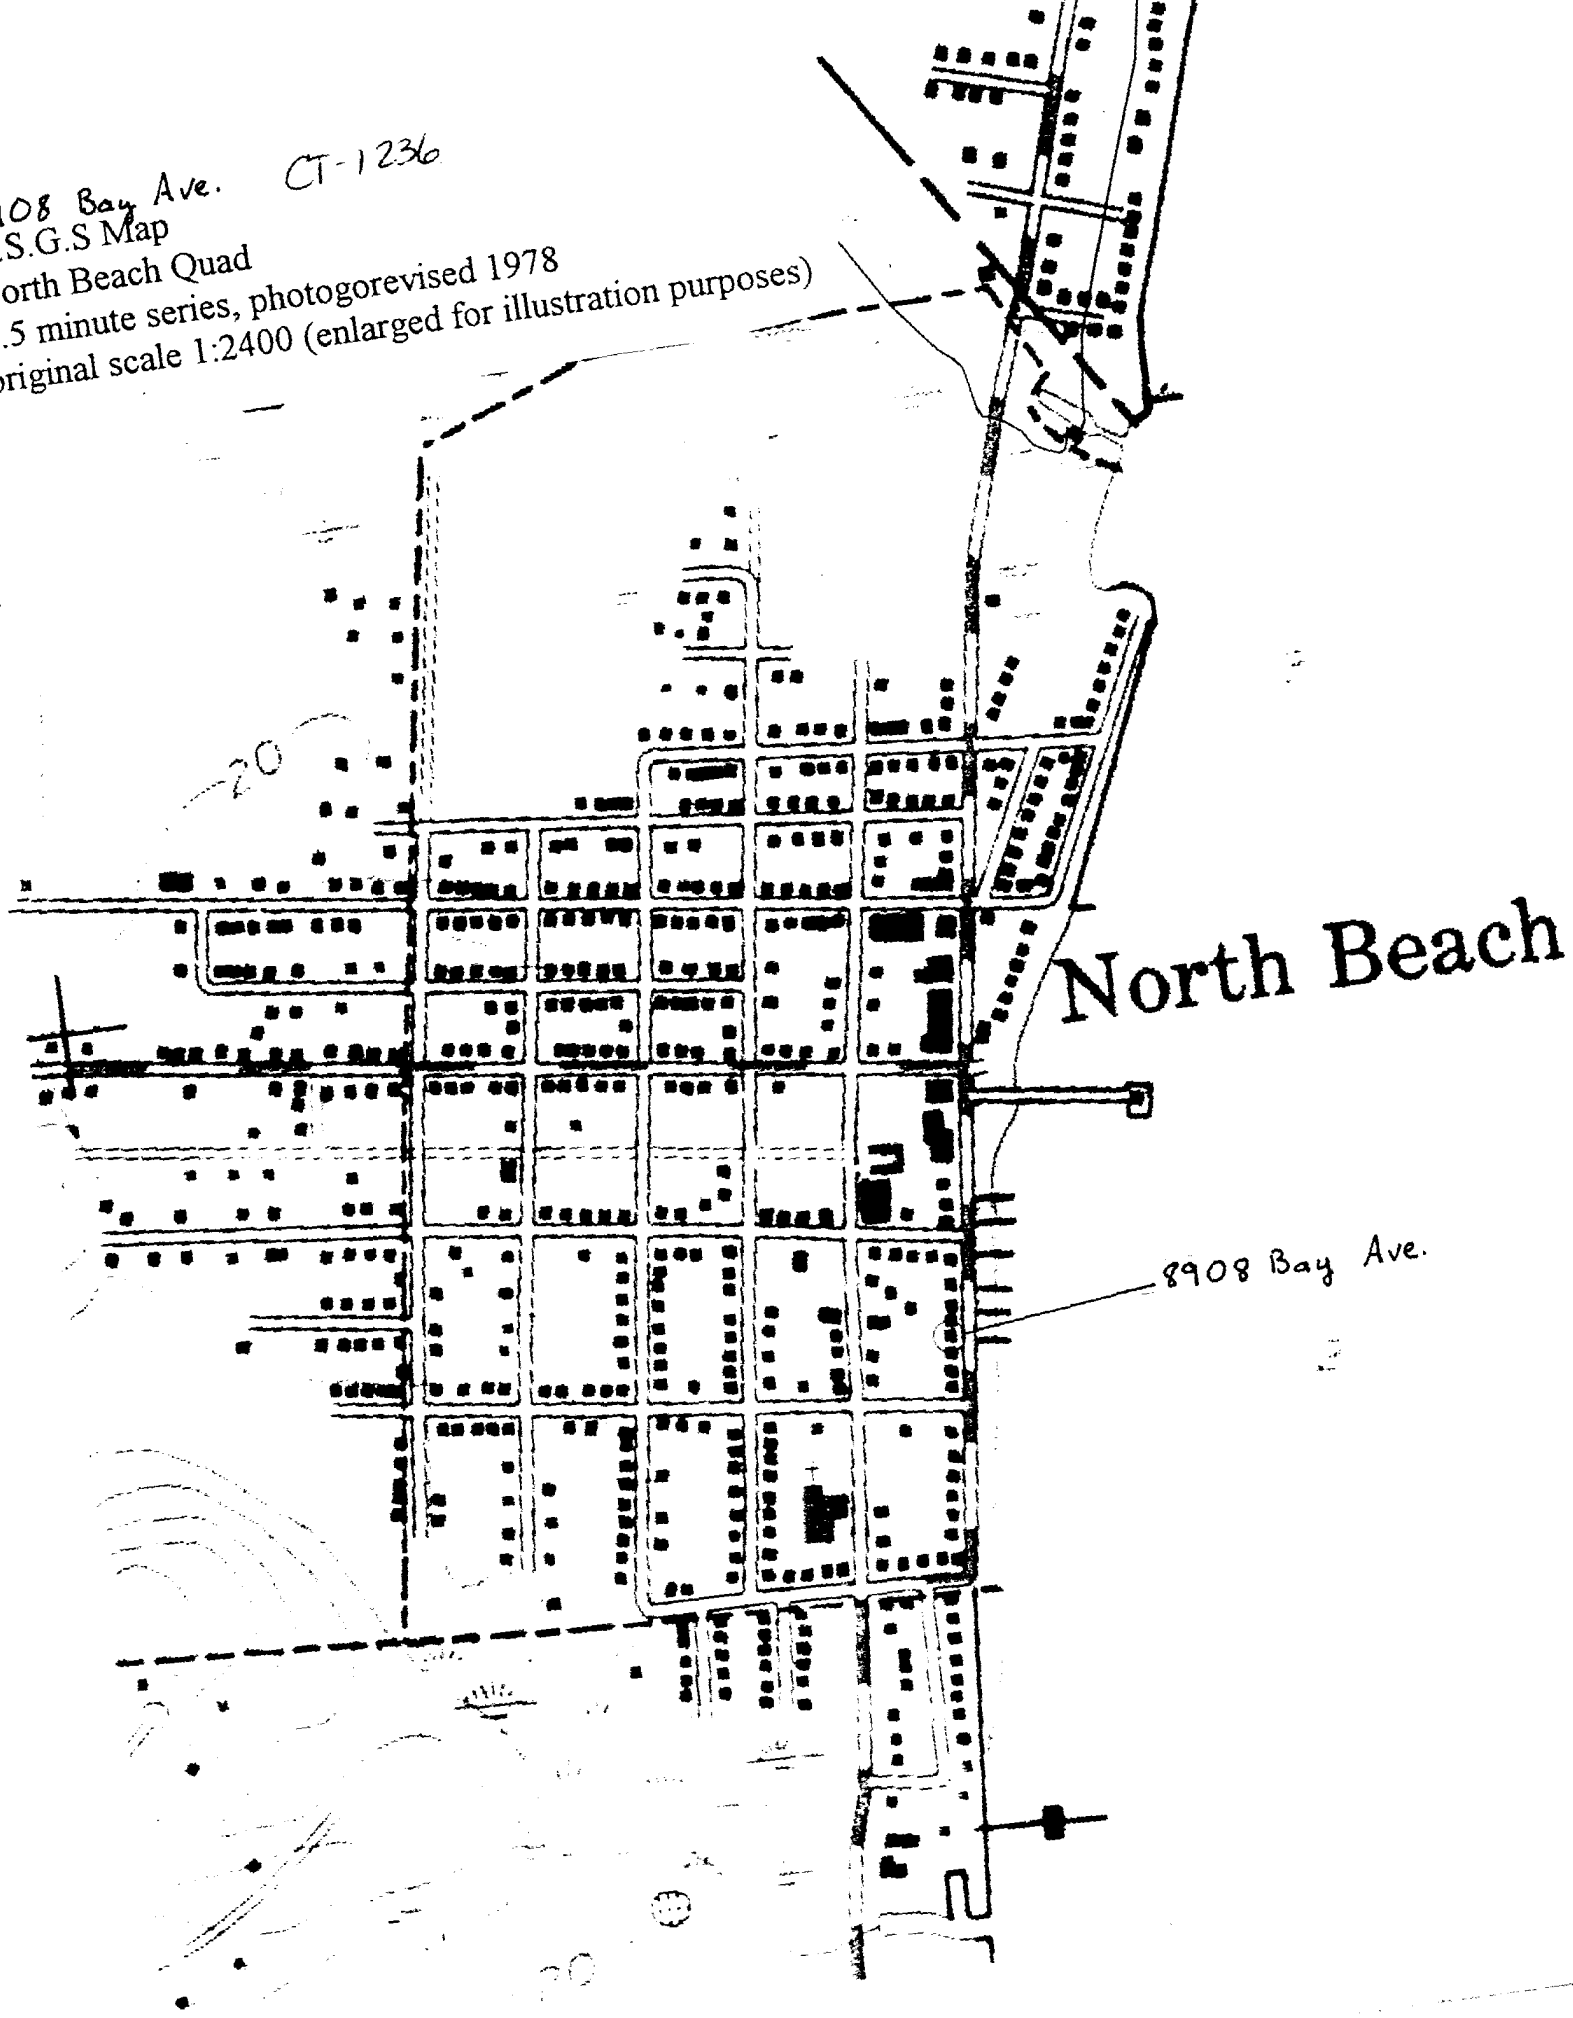 908 Bay Ave. CT-1236
.S.G.S Map
orth Beach Quad
.5 minute series, photogorevised 1978
original scale 1:2400 (enlarged for illustration purposes)
20
North Beach
8908 Bay Ave.
20